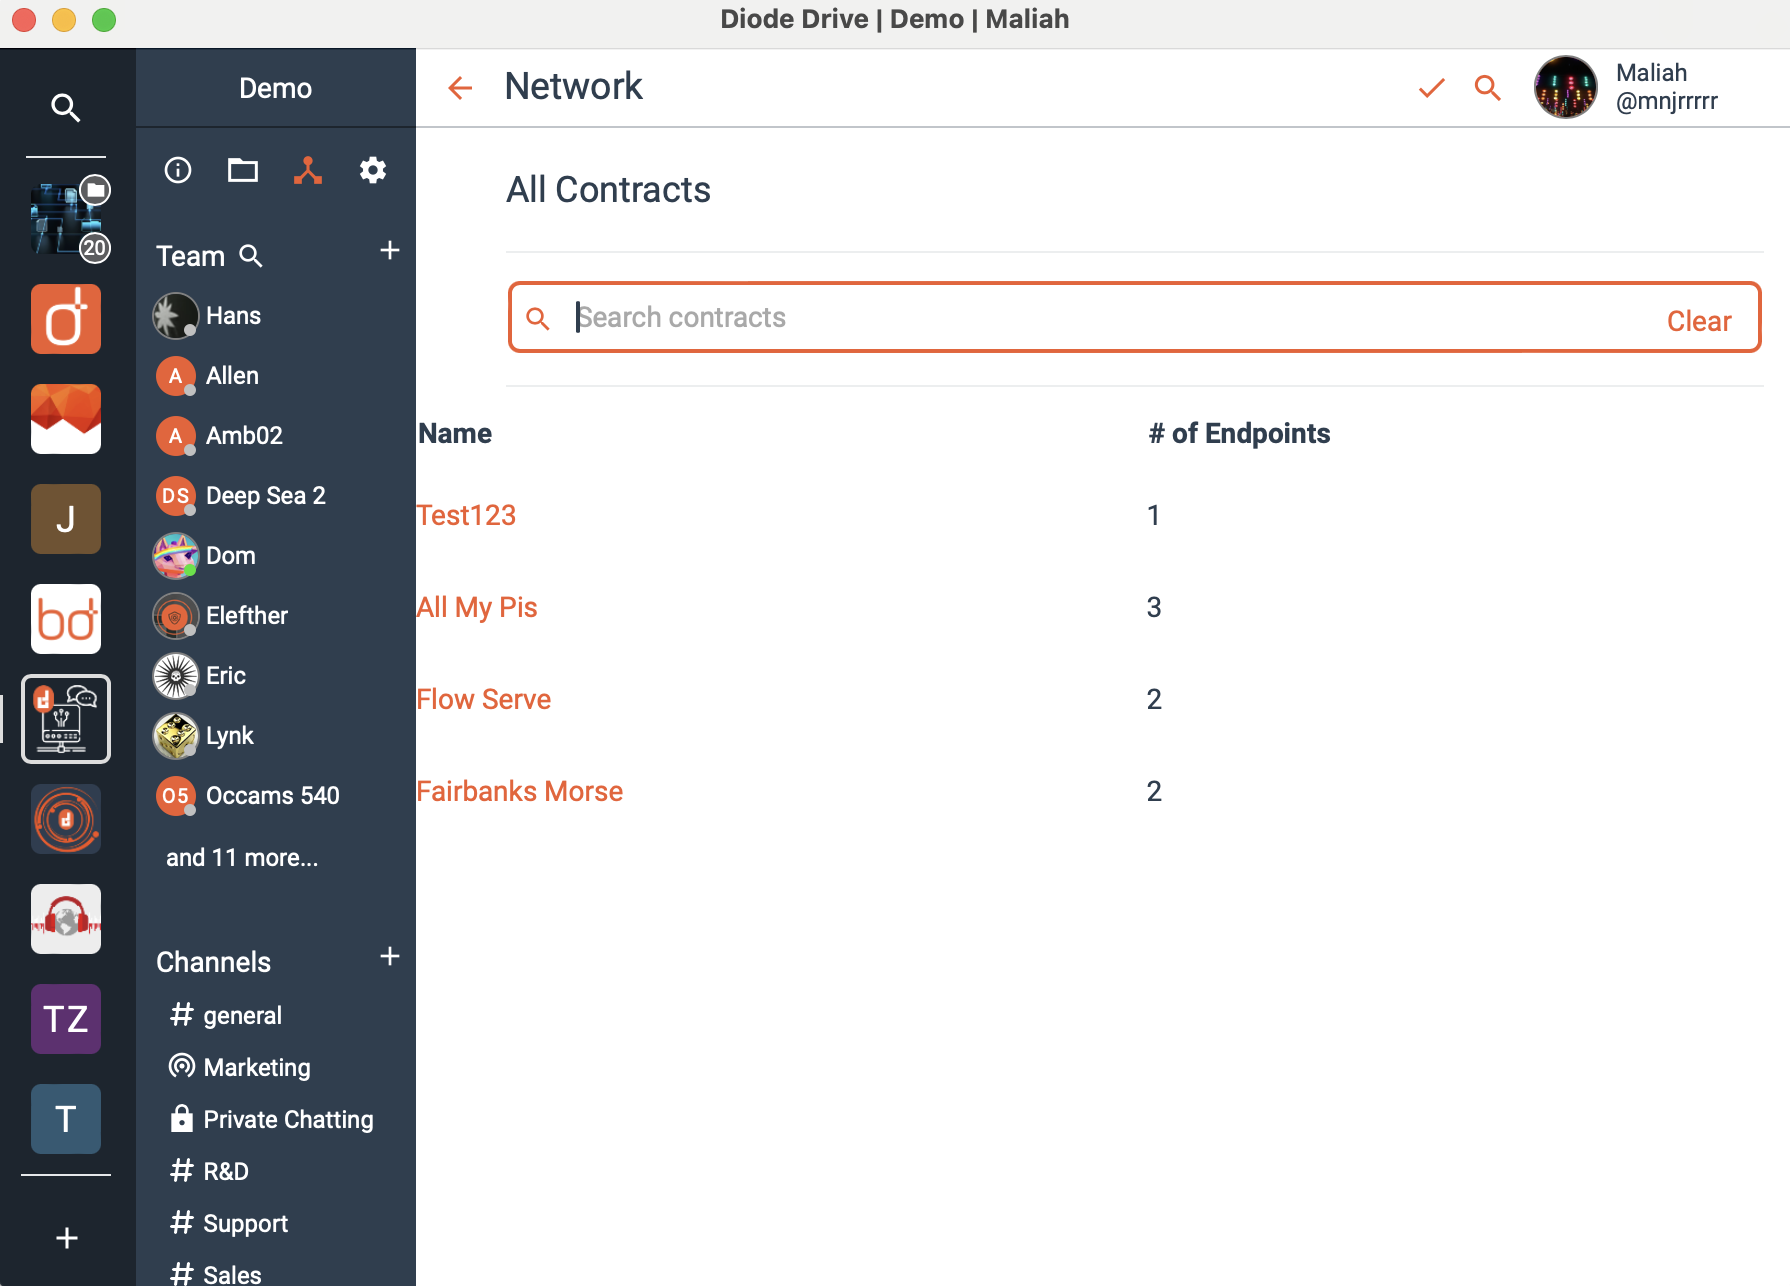 Diode Drive | Demo | Maliah
Demo
Network
Maliah
@mnjrrrrr
20
d
J
bd
d
d
TZ
T
Team
Hans
A Allen
A Amb02
DS Deep Sea 2
Dom
Elefther
Eric
Lynk
O5 Occams 540
and 11 more...
Channels
# general
Marketing
Private Chatting
# R&D
# Support
# Sales
All Contracts
Search contracts
Clear
Name # of Endpoints
Test123 1
All My Pis 3
Flow Serve 2
Fairbanks Morse 2